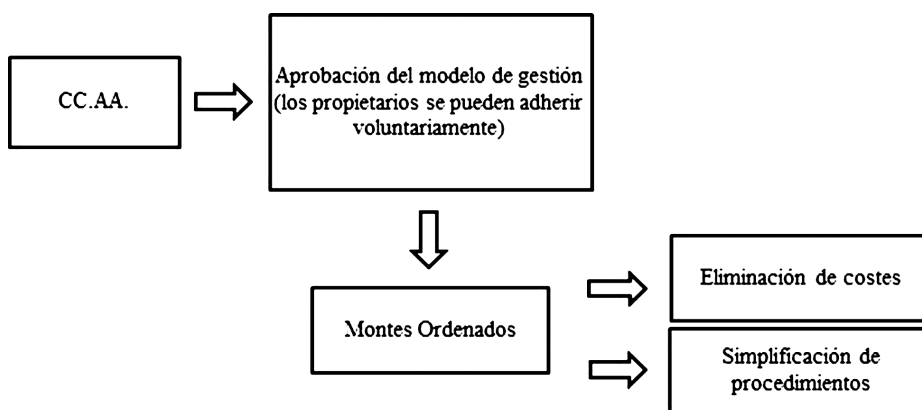 CC.AA.
Aprobación del modelo de gestión
(los propietarios se pueden adherir
voluntariamente)
Montes Ordenados
Eliminación de costes
Simplificación de
procedimientos